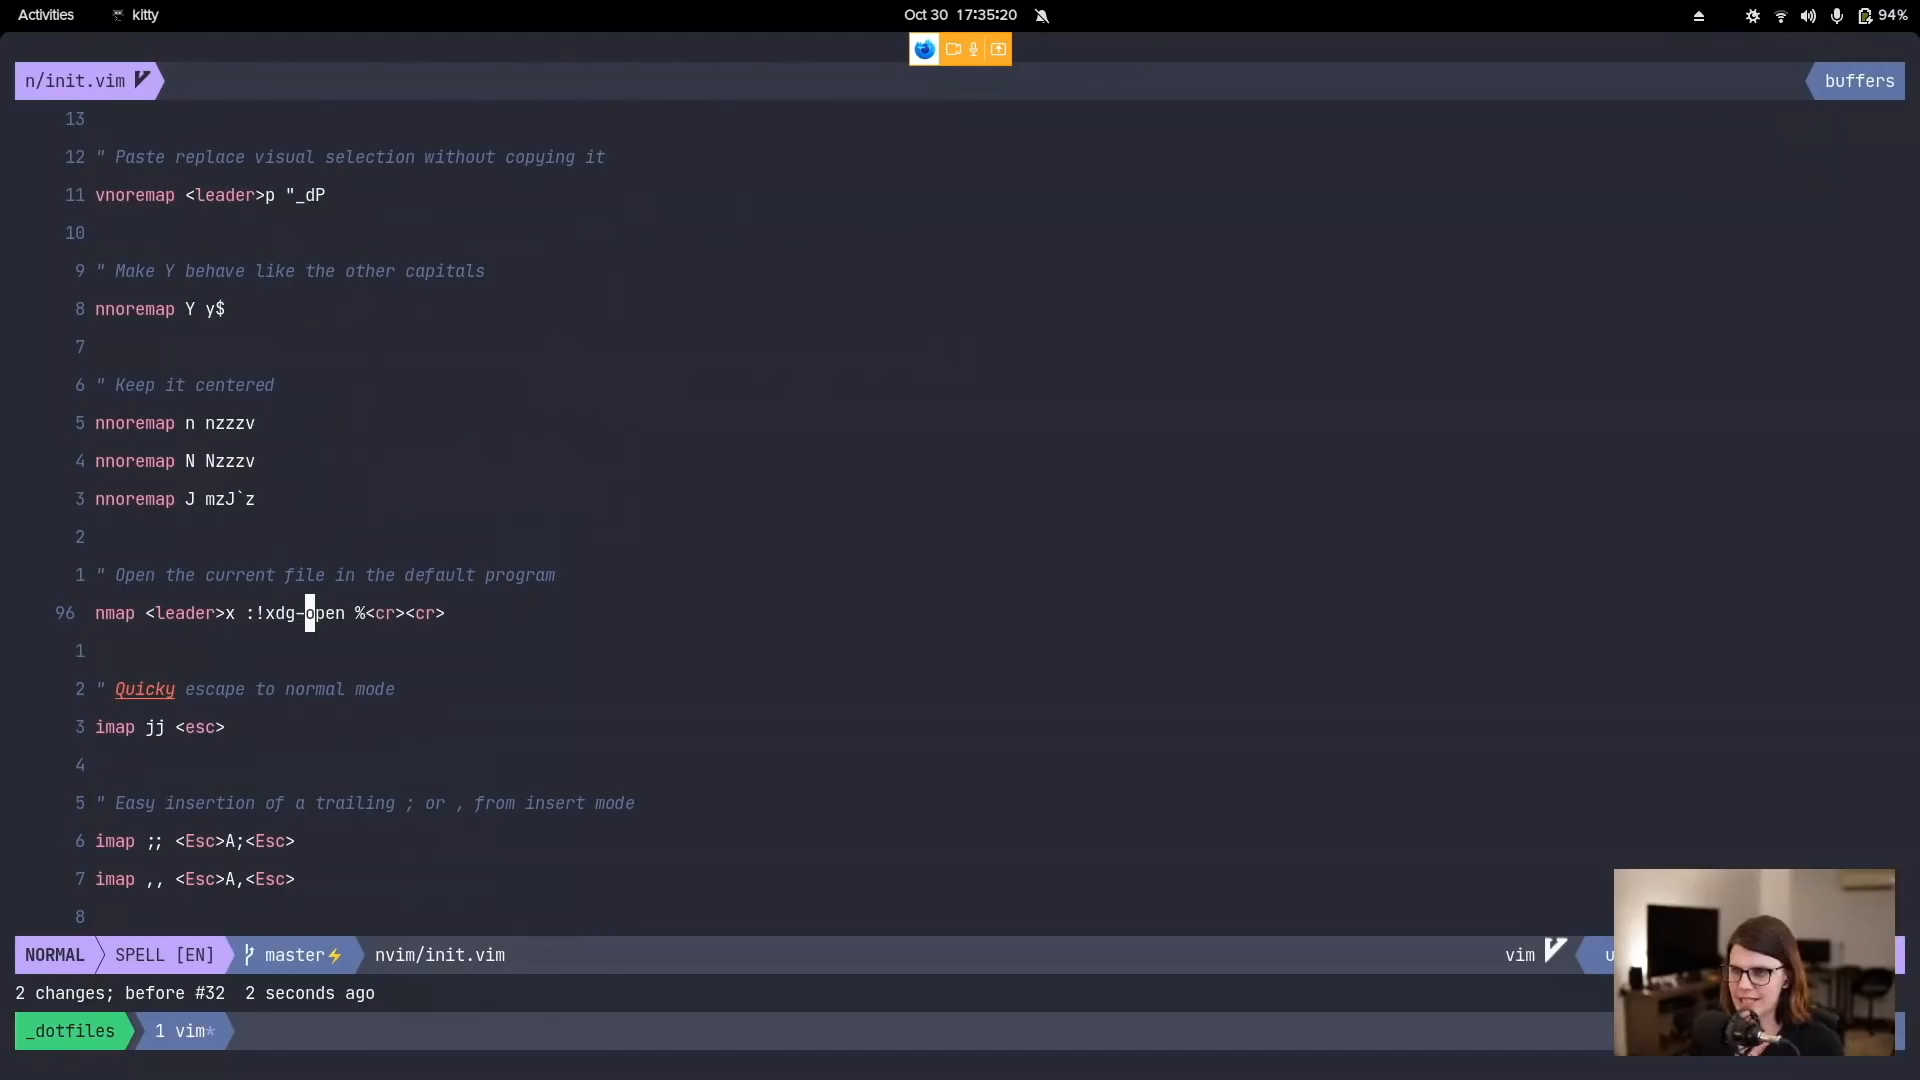 Activities kitty Oct 30 17:35:20 94%
n/init.vim buffers
13
12 " Paste replace visual selection without copying it
11 vnoremap <leader>p "_dP
10
9 " Make Y behave like the other capitals
8 nnoremap Y y$
7
6 " Keep it centered
5 nnoremap n nzzzv
4 nnoremap N Nzzzv
3 nnoremap J mzJ`z
2
1 " Open the current file in the default program
96 nmap <leader>x :!xdg-open %<cr><cr>
1
2 " Quicky escape to normal mode
3 imap jj <esc>
4
5 " Easy insertion of a trailing ; or , from insert mode
6 imap ;; <Esc>A;<Esc>
7 imap ,, <Esc>A,<Esc>
8
NORMAL SPELL [EN] master⚡ nvim/init.vim vim u
2 changes; before #32 2 seconds ago
_dotfiles 1 vim*